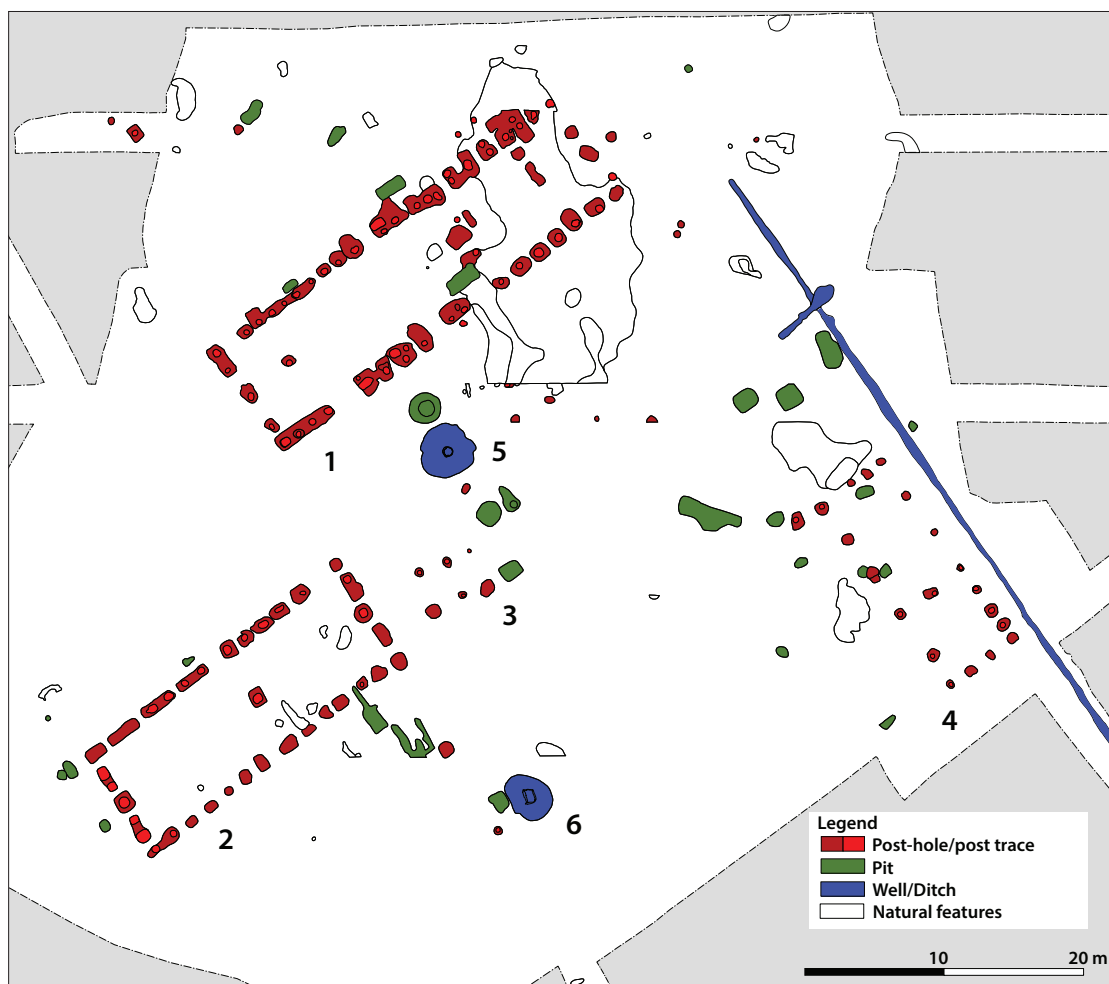 1
5
3
4
2
6
Legend
Post-hole/post trace
Pit
Well/Ditch
Natural features
10 20 m